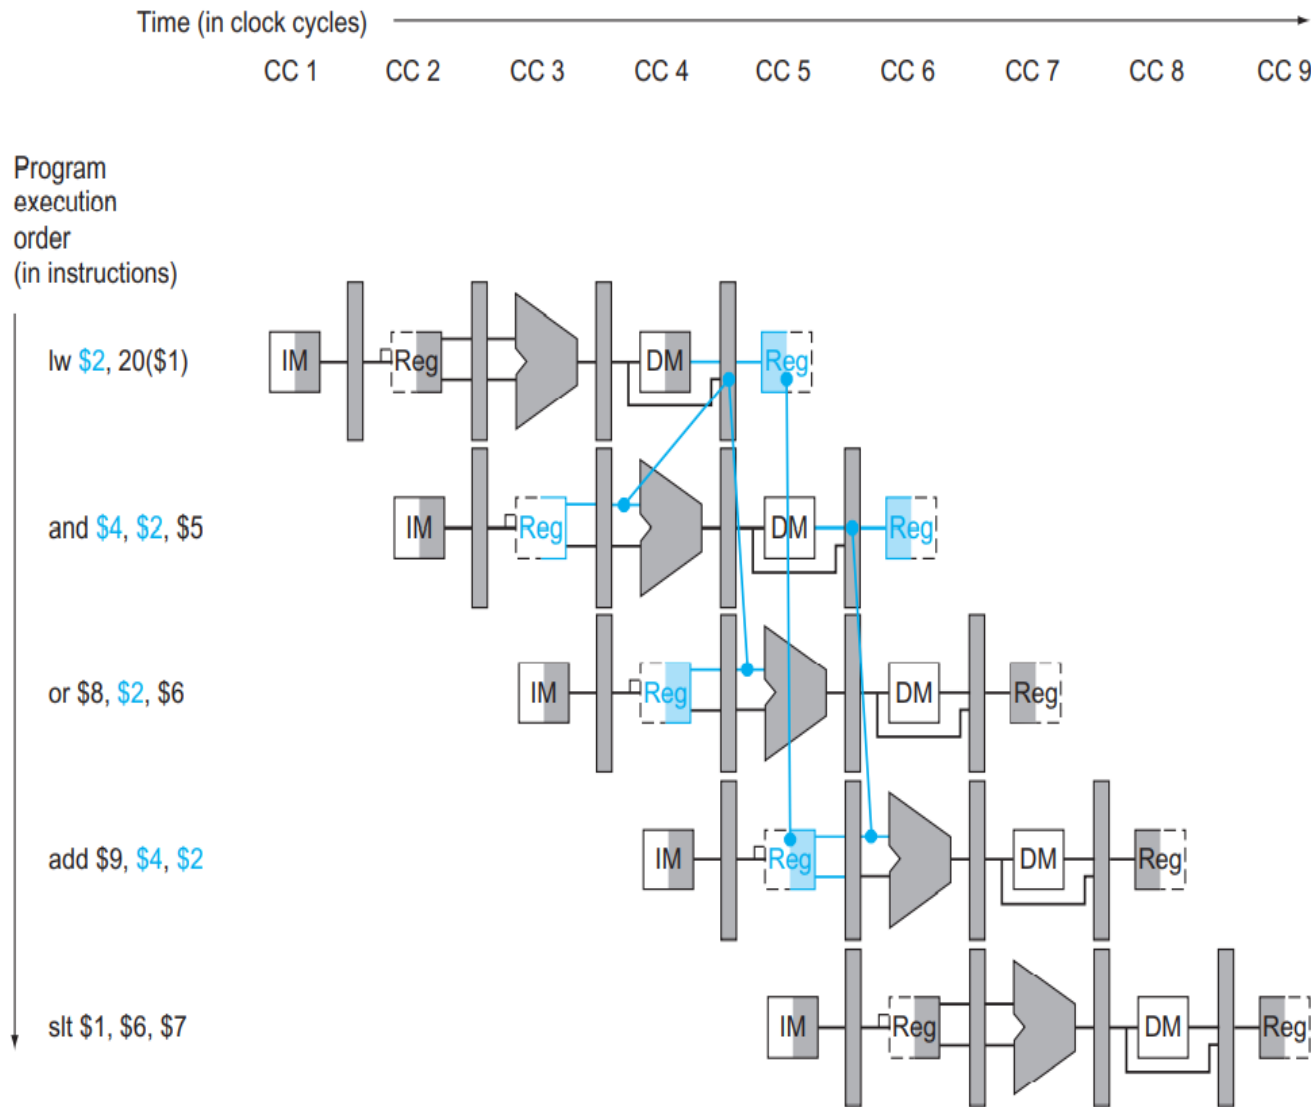 Time (in clock cycles)
CC 1 CC 2 CC 3 CC 4 CC 5 CC 6 CC 7 CC 8 CC 9
Program
execution
order
(in instructions)
lw $2, 20($1)
IM Reg DM Reg
and $4, $2, $5
IM Reg DM Reg
or $8, $2, $6
IM Reg DM Reg
add $9, $4, $2
IM Reg DM Reg
slt $1, $6, $7
IM Reg DM Reg